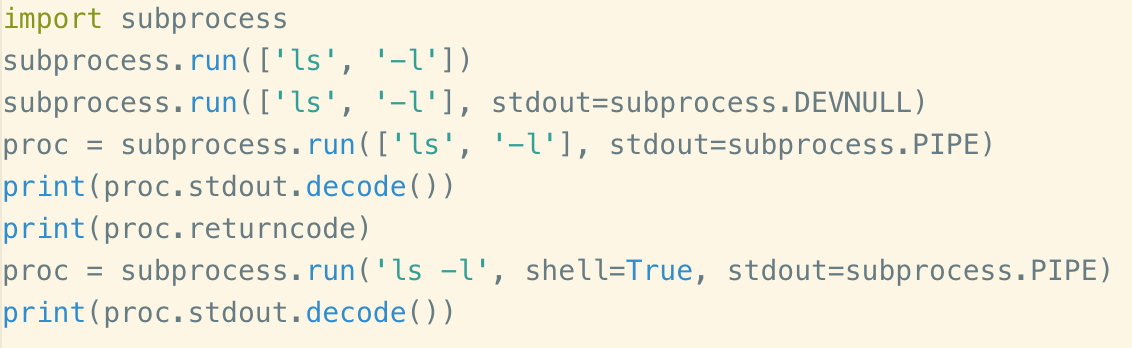 import subprocess
subprocess.run(['ls', '-l'])
subprocess.run(['ls', '-l'], stdout=subprocess.DEVNULL)
proc = subprocess.run(['ls', '-l'], stdout=subprocess.PIPE)
print(proc.stdout.decode())
print(proc.returncode)
proc = subprocess.run('ls -l', shell=True, stdout=subprocess.PIPE)
print(proc.stdout.decode())